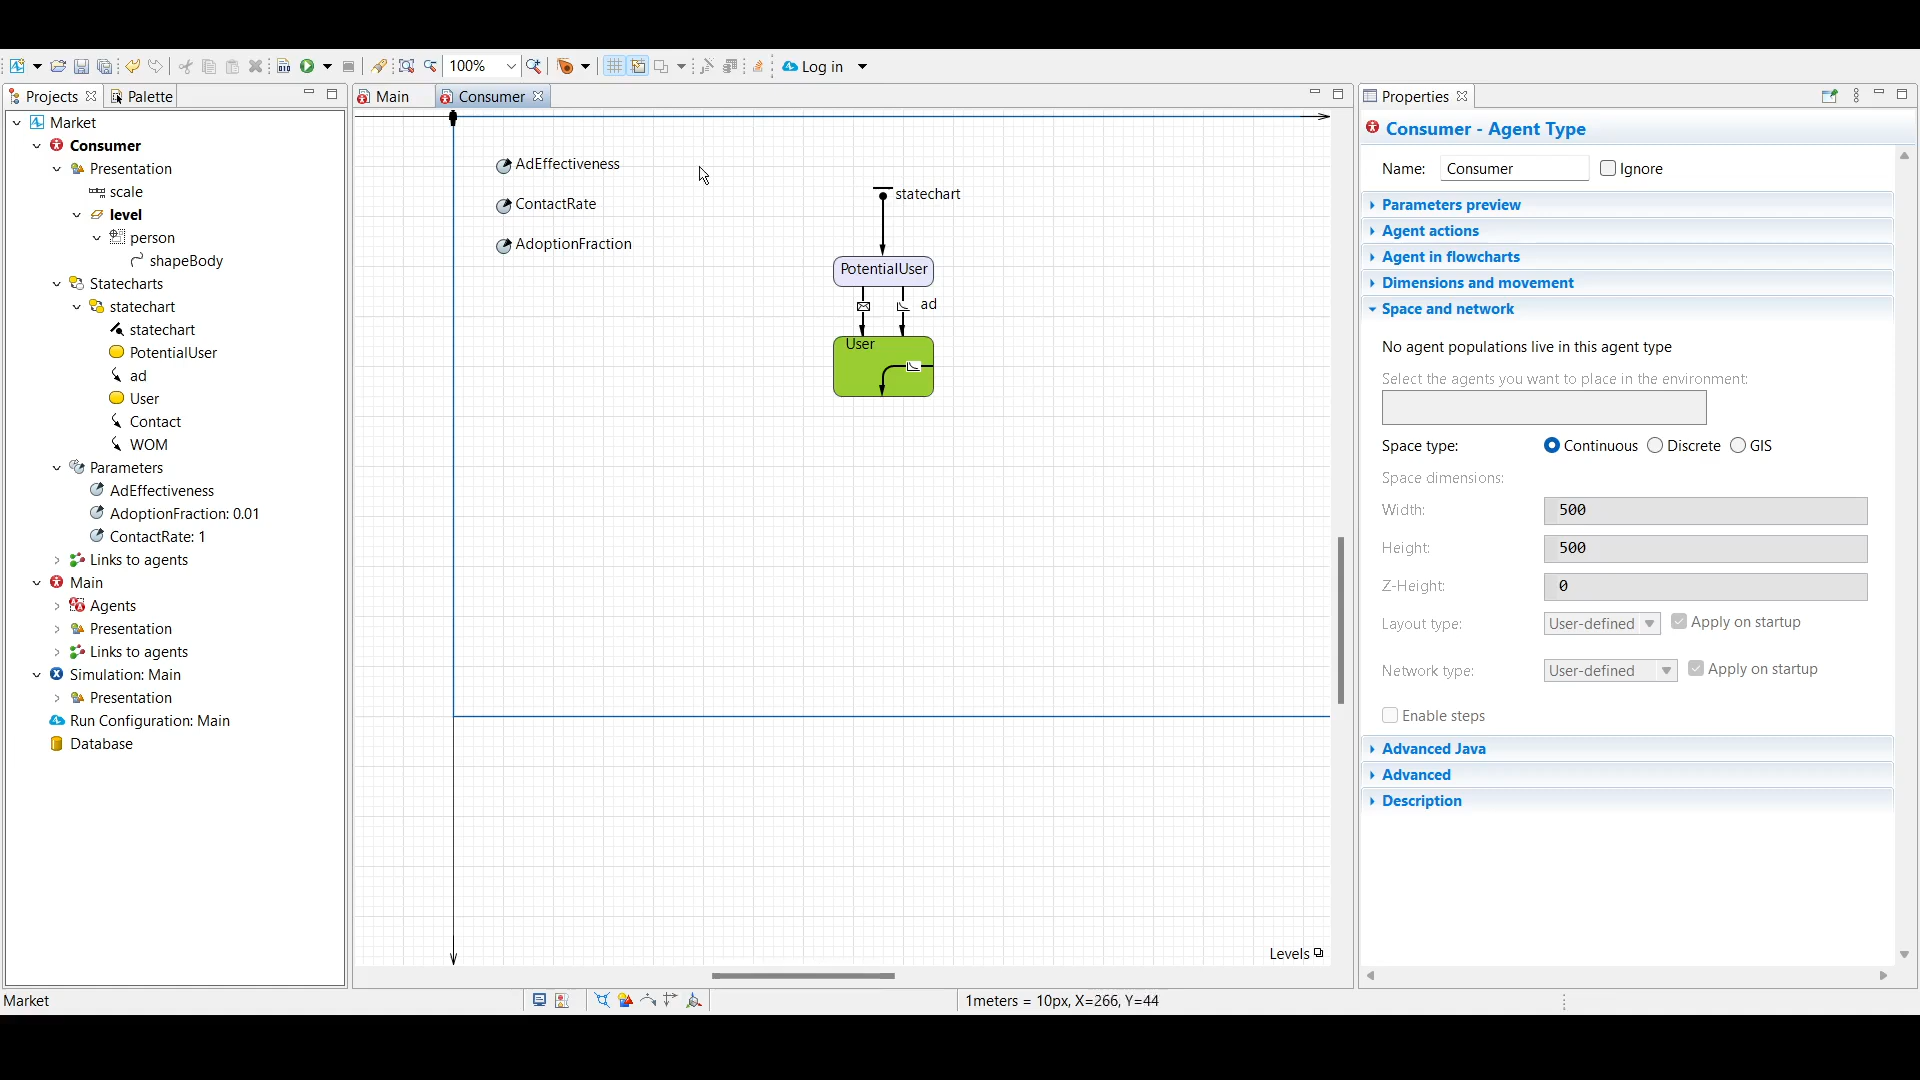 100%
Log in
Projects
Palette
Main
Consumer
Properties
Market
Consumer
Presentation
scale
level
person
shapeBody
Statecharts
statechart
statechart
PotentialUser
ad
User
Contact
WOM
Parameters
AdEffectiveness
AdoptionFraction: 0.01
ContactRate: 1
Links to agents
Main
Agents
Presentation
Links to agents
Simulation: Main
Presentation
Run Configuration: Main
Database
AdEffectiveness
ContactRate
AdoptionFraction
statechart
PotentialUser
ad
User
Levels
Consumer - Agent Type
Name: Consumer Ignore
Parameters preview
Agent actions
Agent in flowcharts
Dimensions and movement
Space and network
No agent populations live in this agent type
Select the agents you want to place in the environment:
Space type: Continuous Discrete GIS
Space dimensions:
Width: 500
Height: 500
Z-Height: 0
Layout type: User-defined Apply on startup
Network type: User-defined Apply on startup
Enable steps
Advanced Java
Advanced
Description
Market
1meters = 10px, X=266, Y=44